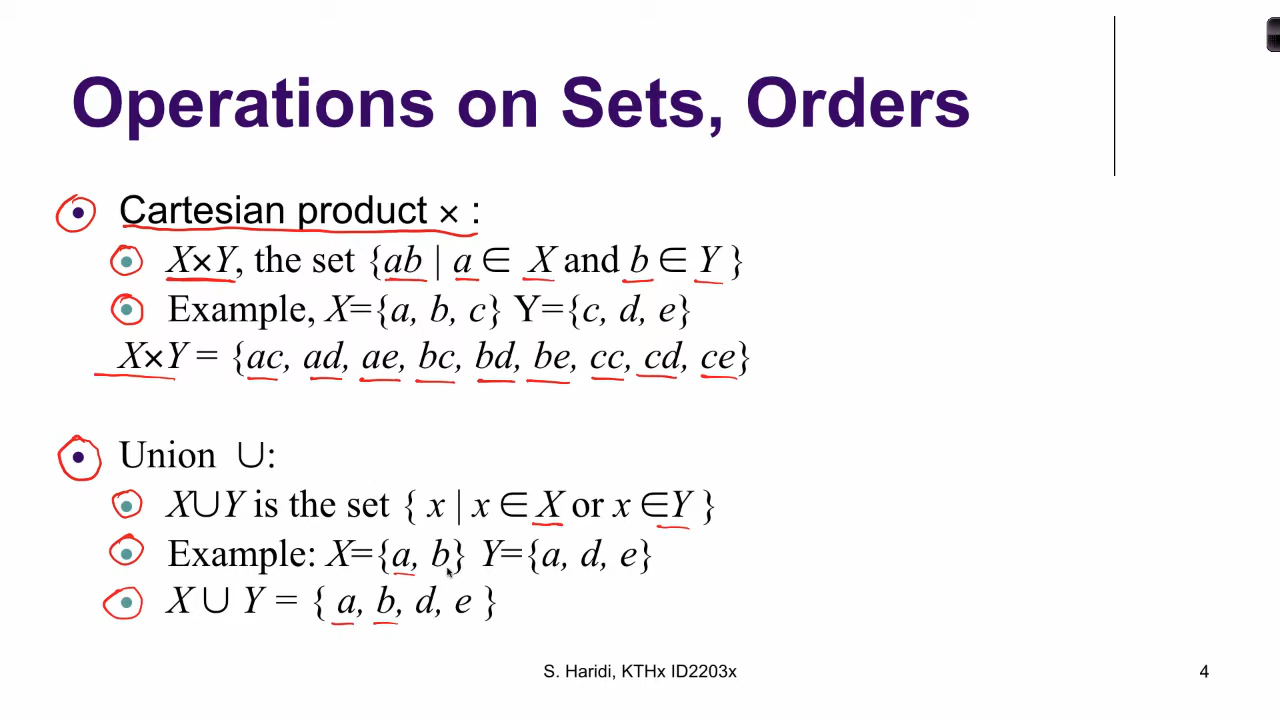 Operations on Sets, Orders
Cartesian product × :
X×Y, the set {ab | a ∈ X and b ∈ Y }
Example, X={a, b, c} Y={c, d, e}
X×Y = {ac, ad, ae, bc, bd, be, cc, cd, ce}
Union ∪:
X∪Y is the set { x | x ∈ X or x ∈Y }
Example: X={a, b} Y={a, d, e}
X ∪ Y = { a, b, d, e }
S. Haridi, KTHx ID2203x
4